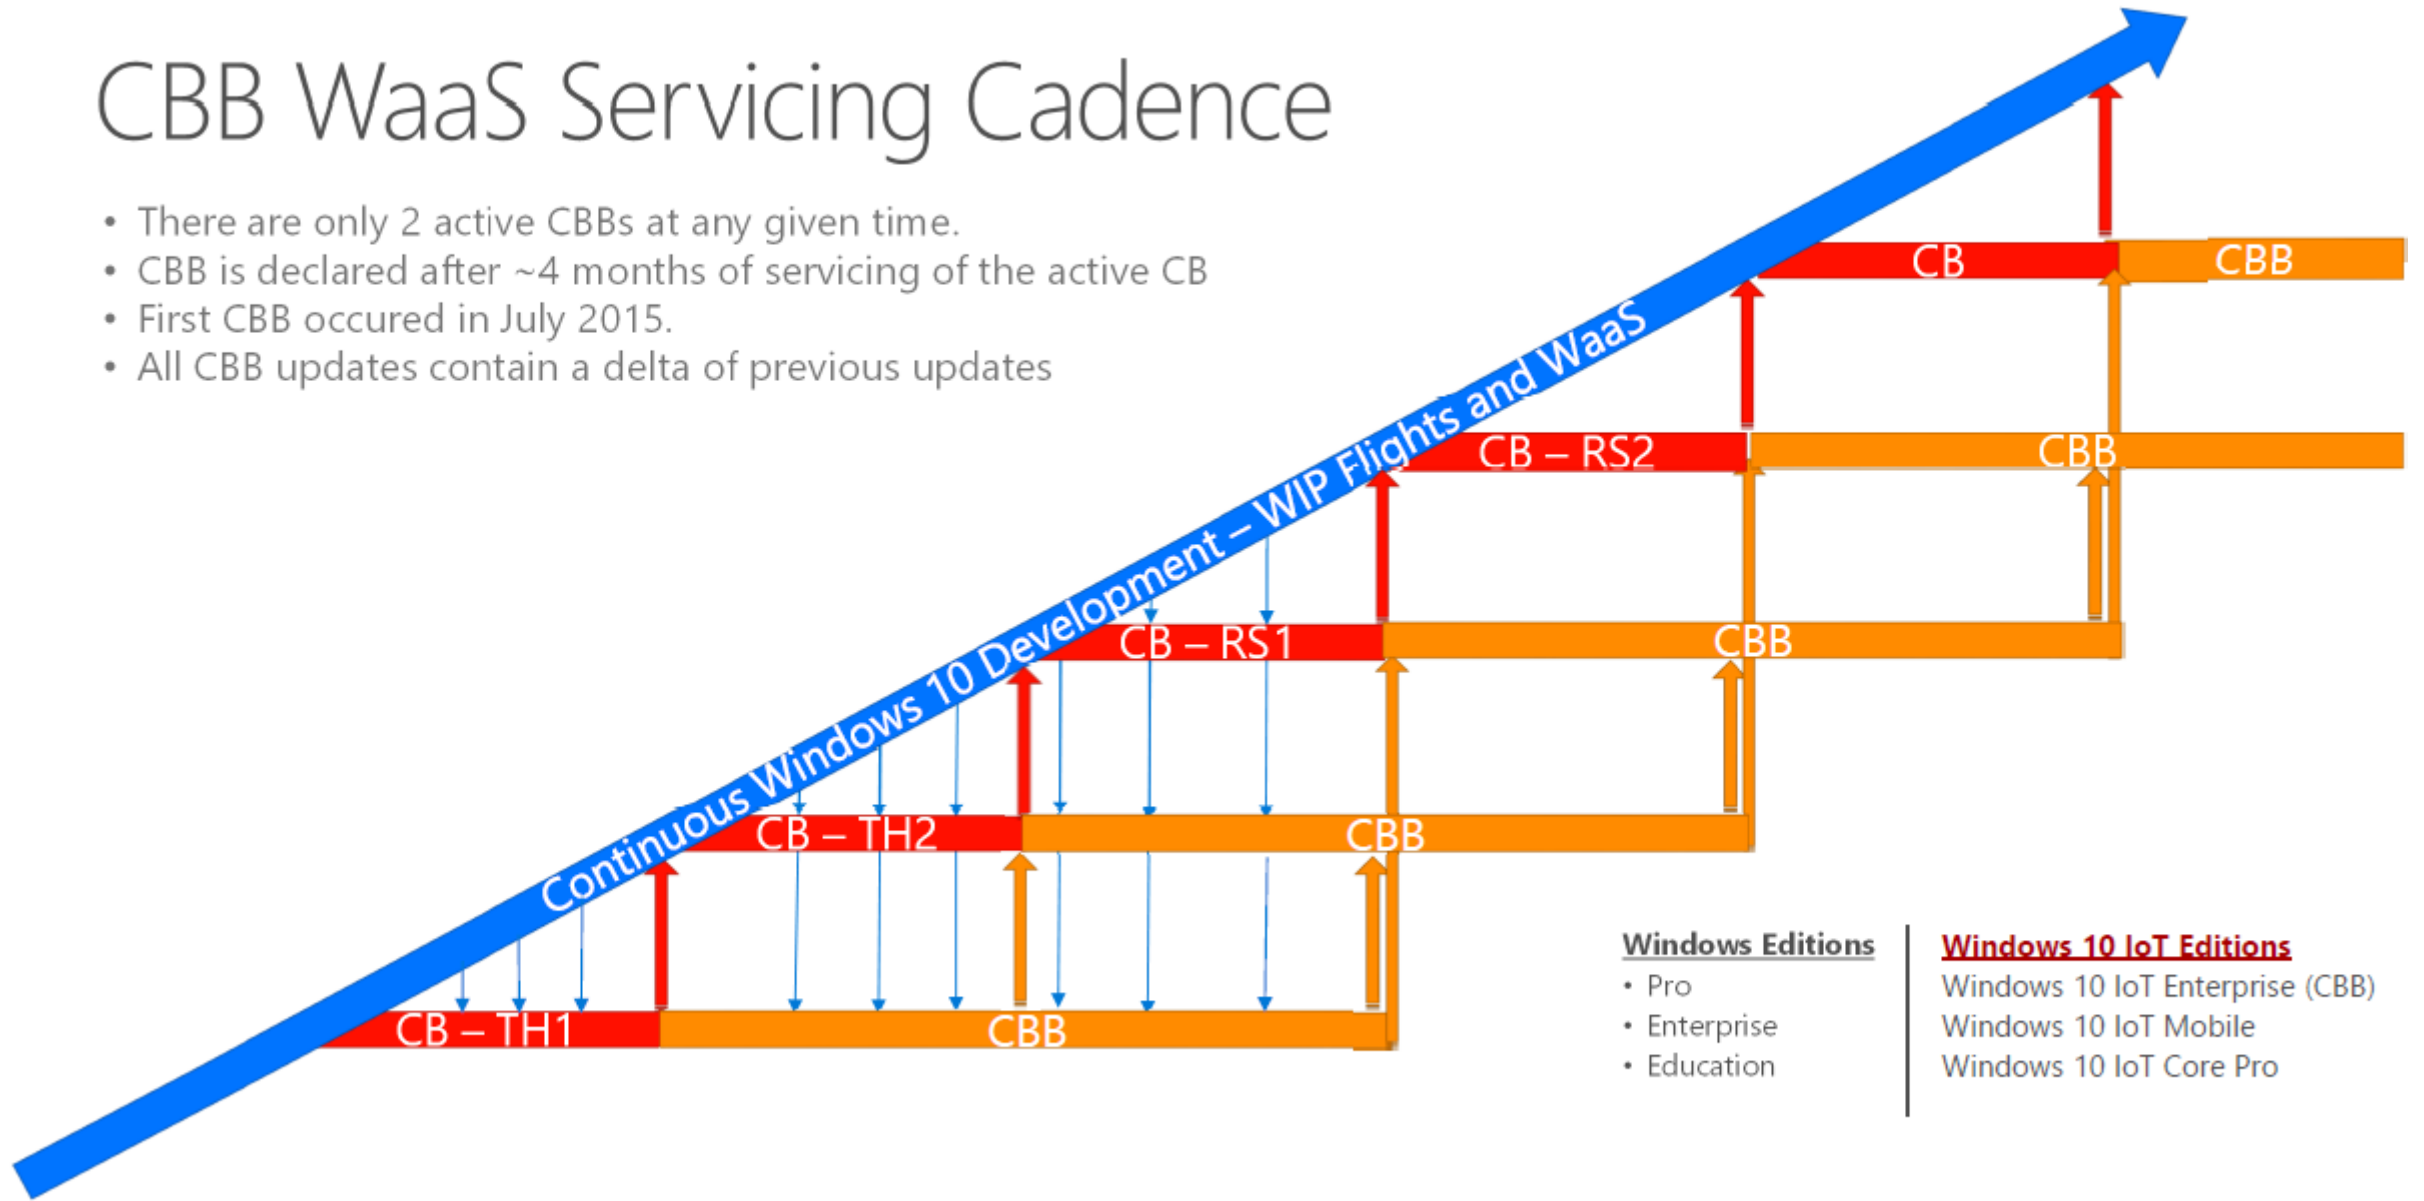 CBB WaaS Servicing Cadence
• There are only 2 active CBBs at any given time.
• CBB is declared after ~4 months of servicing of the active CB
• First CBB occured in July 2015.
• All CBB updates contain a delta of previous updates
Continuous Windows 10 Development – WIP Flights and WaaS
CB
CBB
CB – RS2
CBB
CB – RS1
CBB
CB – TH2
CBB
CB – TH1
CBB
Windows Editions
• Pro
• Enterprise
• Education
Windows 10 IoT Editions
Windows 10 IoT Enterprise (CBB)
Windows 10 IoT Mobile
Windows 10 IoT Core Pro